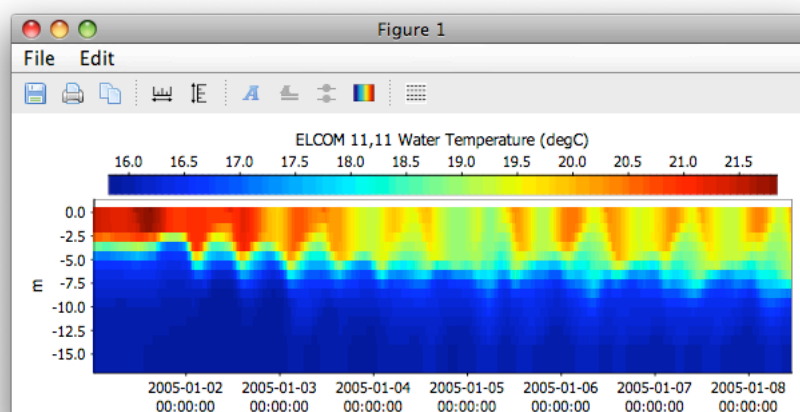 Figure 1
File Edit
A
ELCOM 11,11 Water Temperature (degC)
16.0 16.5 17.0 17.5 18.0 18.5 19.0 19.5 20.0 20.5 21.0 21.5
0.0
-2.5
-5.0
-7.5
-10.0
-12.5
-15.0
m
2005-01-02 2005-01-03 2005-01-04 2005-01-05 2005-01-06 2005-01-07 2005-01-08
00:00:00 00:00:00 00:00:00 00:00:00 00:00:00 00:00:00 00:00:00